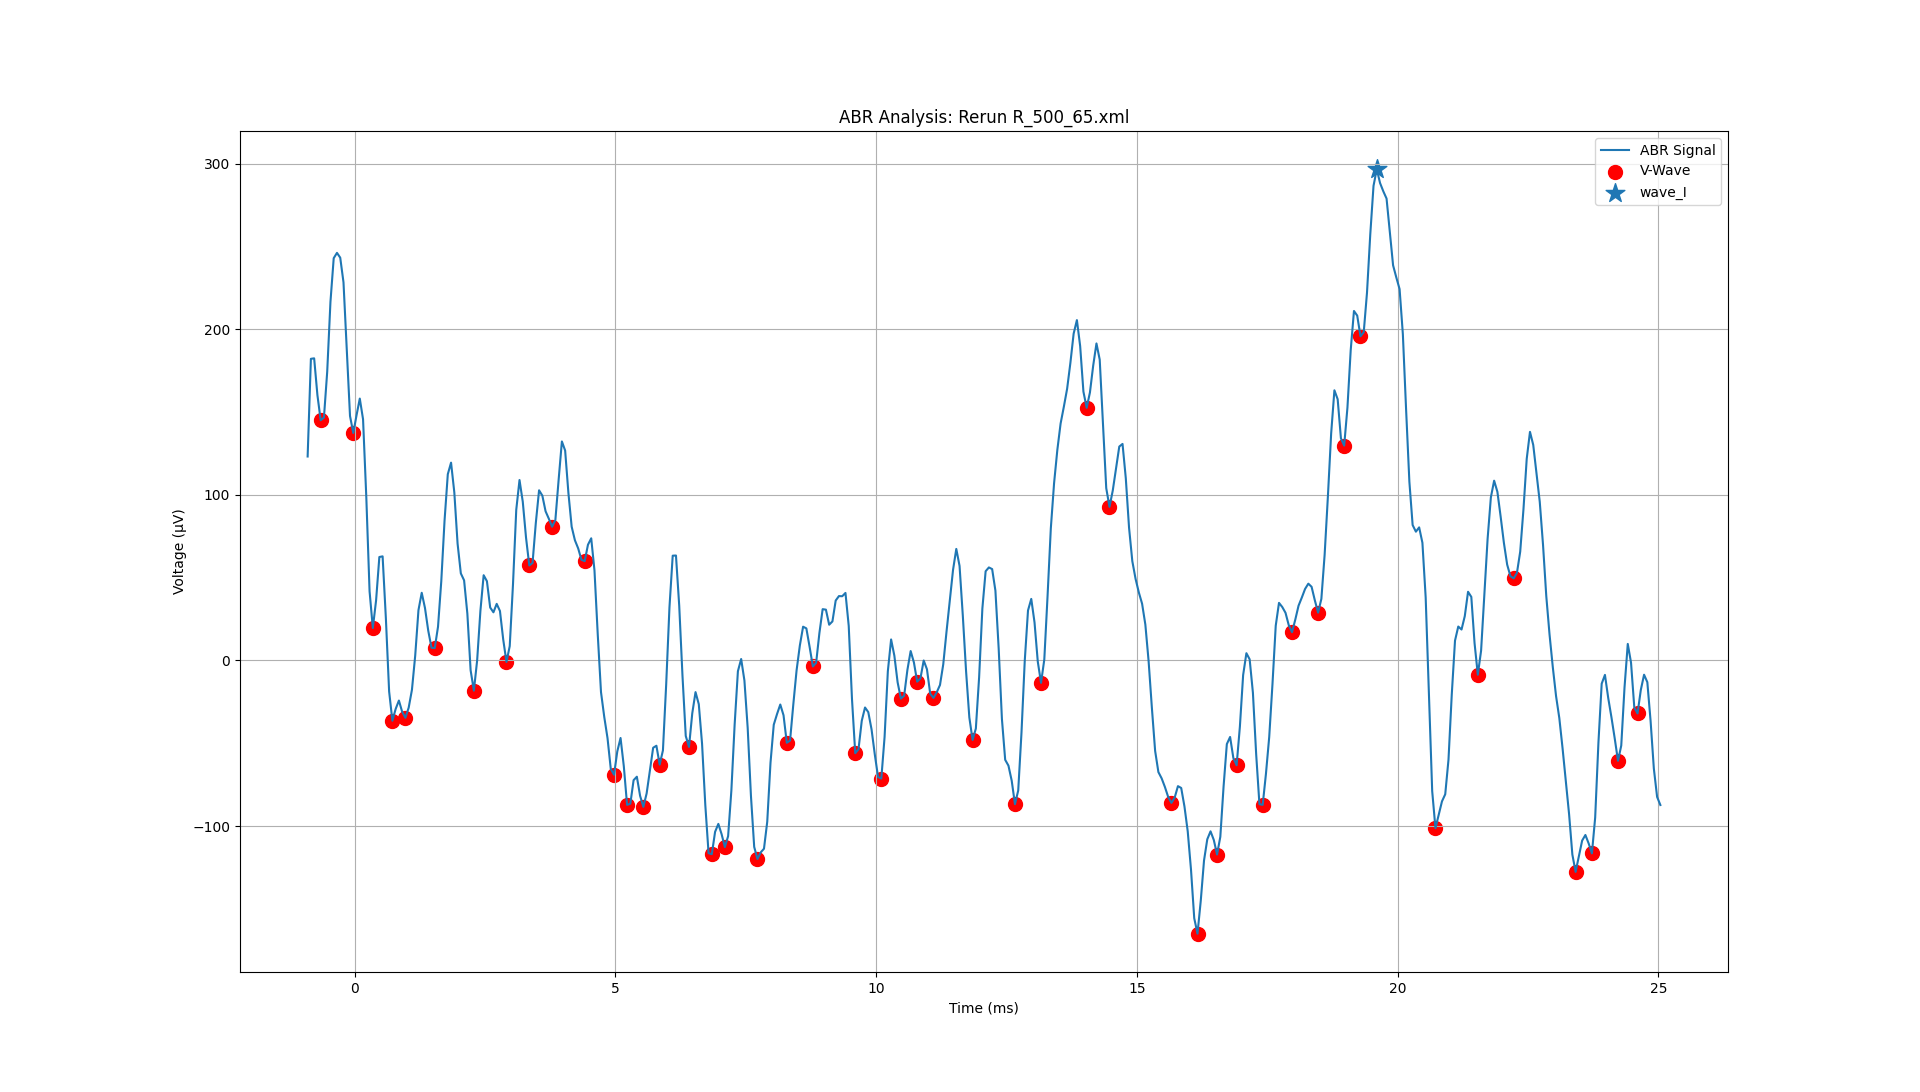 ABR Analysis: Rerun R_500_65.xml
ABR Signal
V-Wave
wave_I
Voltage (µV)
300
200
100
0
−100
0 5 10 15 20 25
Time (ms)